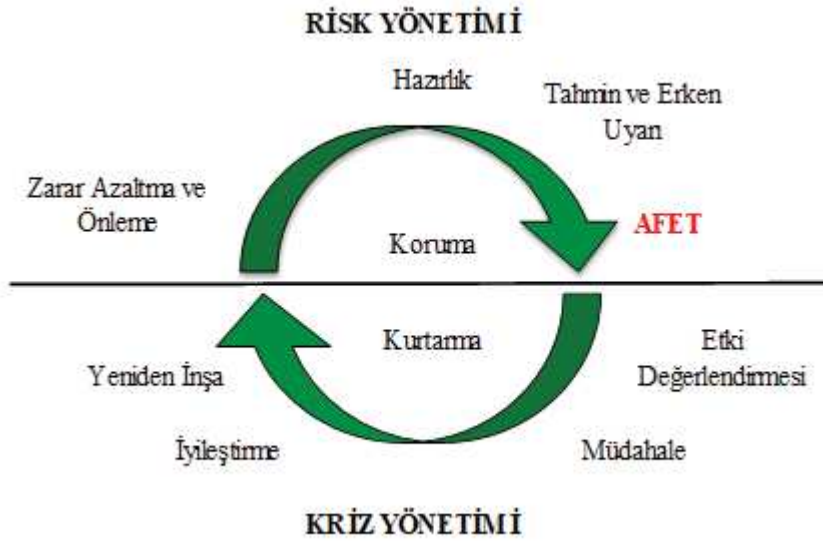 RİSK YÖNETİMİ
Hazırlık
Tahmin ve Erken
Uyarı
Zarar Azaltma ve
Önleme
AFET
Koruma
Kurtarma
Etki
Değerlendirmesi
Yeniden İnşa
İyileştirme
Müdahale
KRİZ YÖNETİMİ